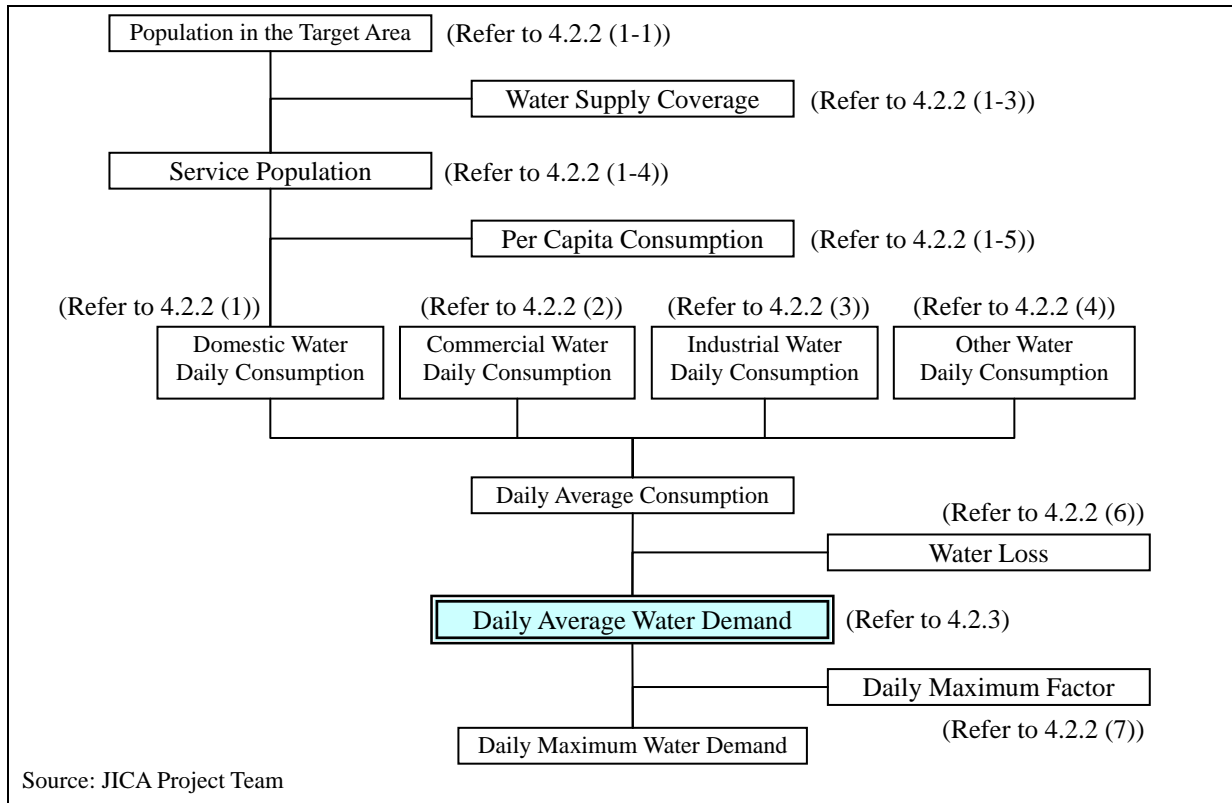 Population in the Target Area (Refer to 4.2.2 (1-1))
Water Supply Coverage (Refer to 4.2.2 (1-3))
Service Population (Refer to 4.2.2 (1-4))
Per Capita Consumption (Refer to 4.2.2 (1-5))
(Refer to 4.2.2 (1)) (Refer to 4.2.2 (2)) (Refer to 4.2.2 (3)) (Refer to 4.2.2 (4))
Domestic Water
Daily Consumption
Commercial Water
Daily Consumption
Industrial Water
Daily Consumption
Other Water
Daily Consumption
Daily Average Consumption
(Refer to 4.2.2 (6))
Water Loss
Daily Average Water Demand (Refer to 4.2.3)
Daily Maximum Factor
(Refer to 4.2.2 (7))
Daily Maximum Water Demand
Source: JICA Project Team